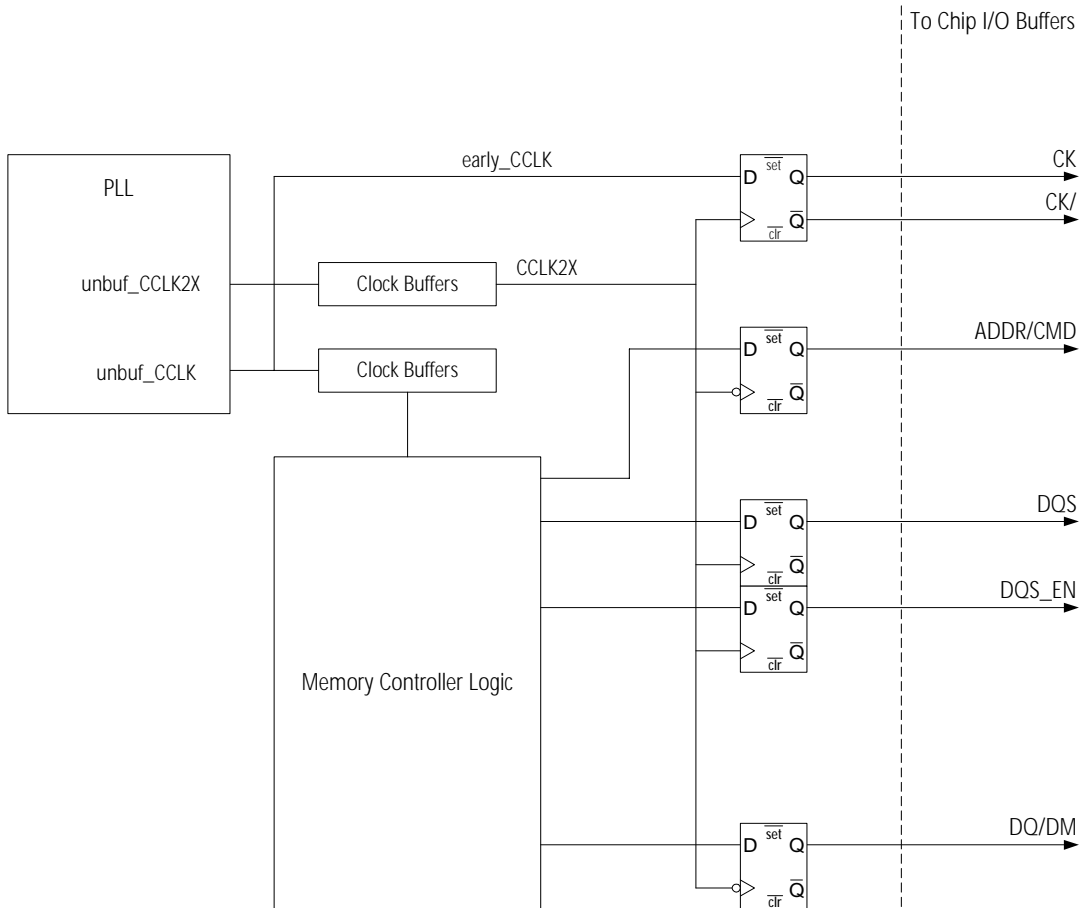 To Chip I/O Buffers
early_CCLK
CK
PLL
D set Q
CK/
clr Q
unbuf_CCLK2X
Clock Buffers
CCLK2X
ADDR/CMD
D set Q
unbuf_CCLK
Clock Buffers
clr Q
DQS
D set Q
clr Q
DQS_EN
D set Q
clr Q
Memory Controller Logic
DQ/DM
D set Q
clr Q